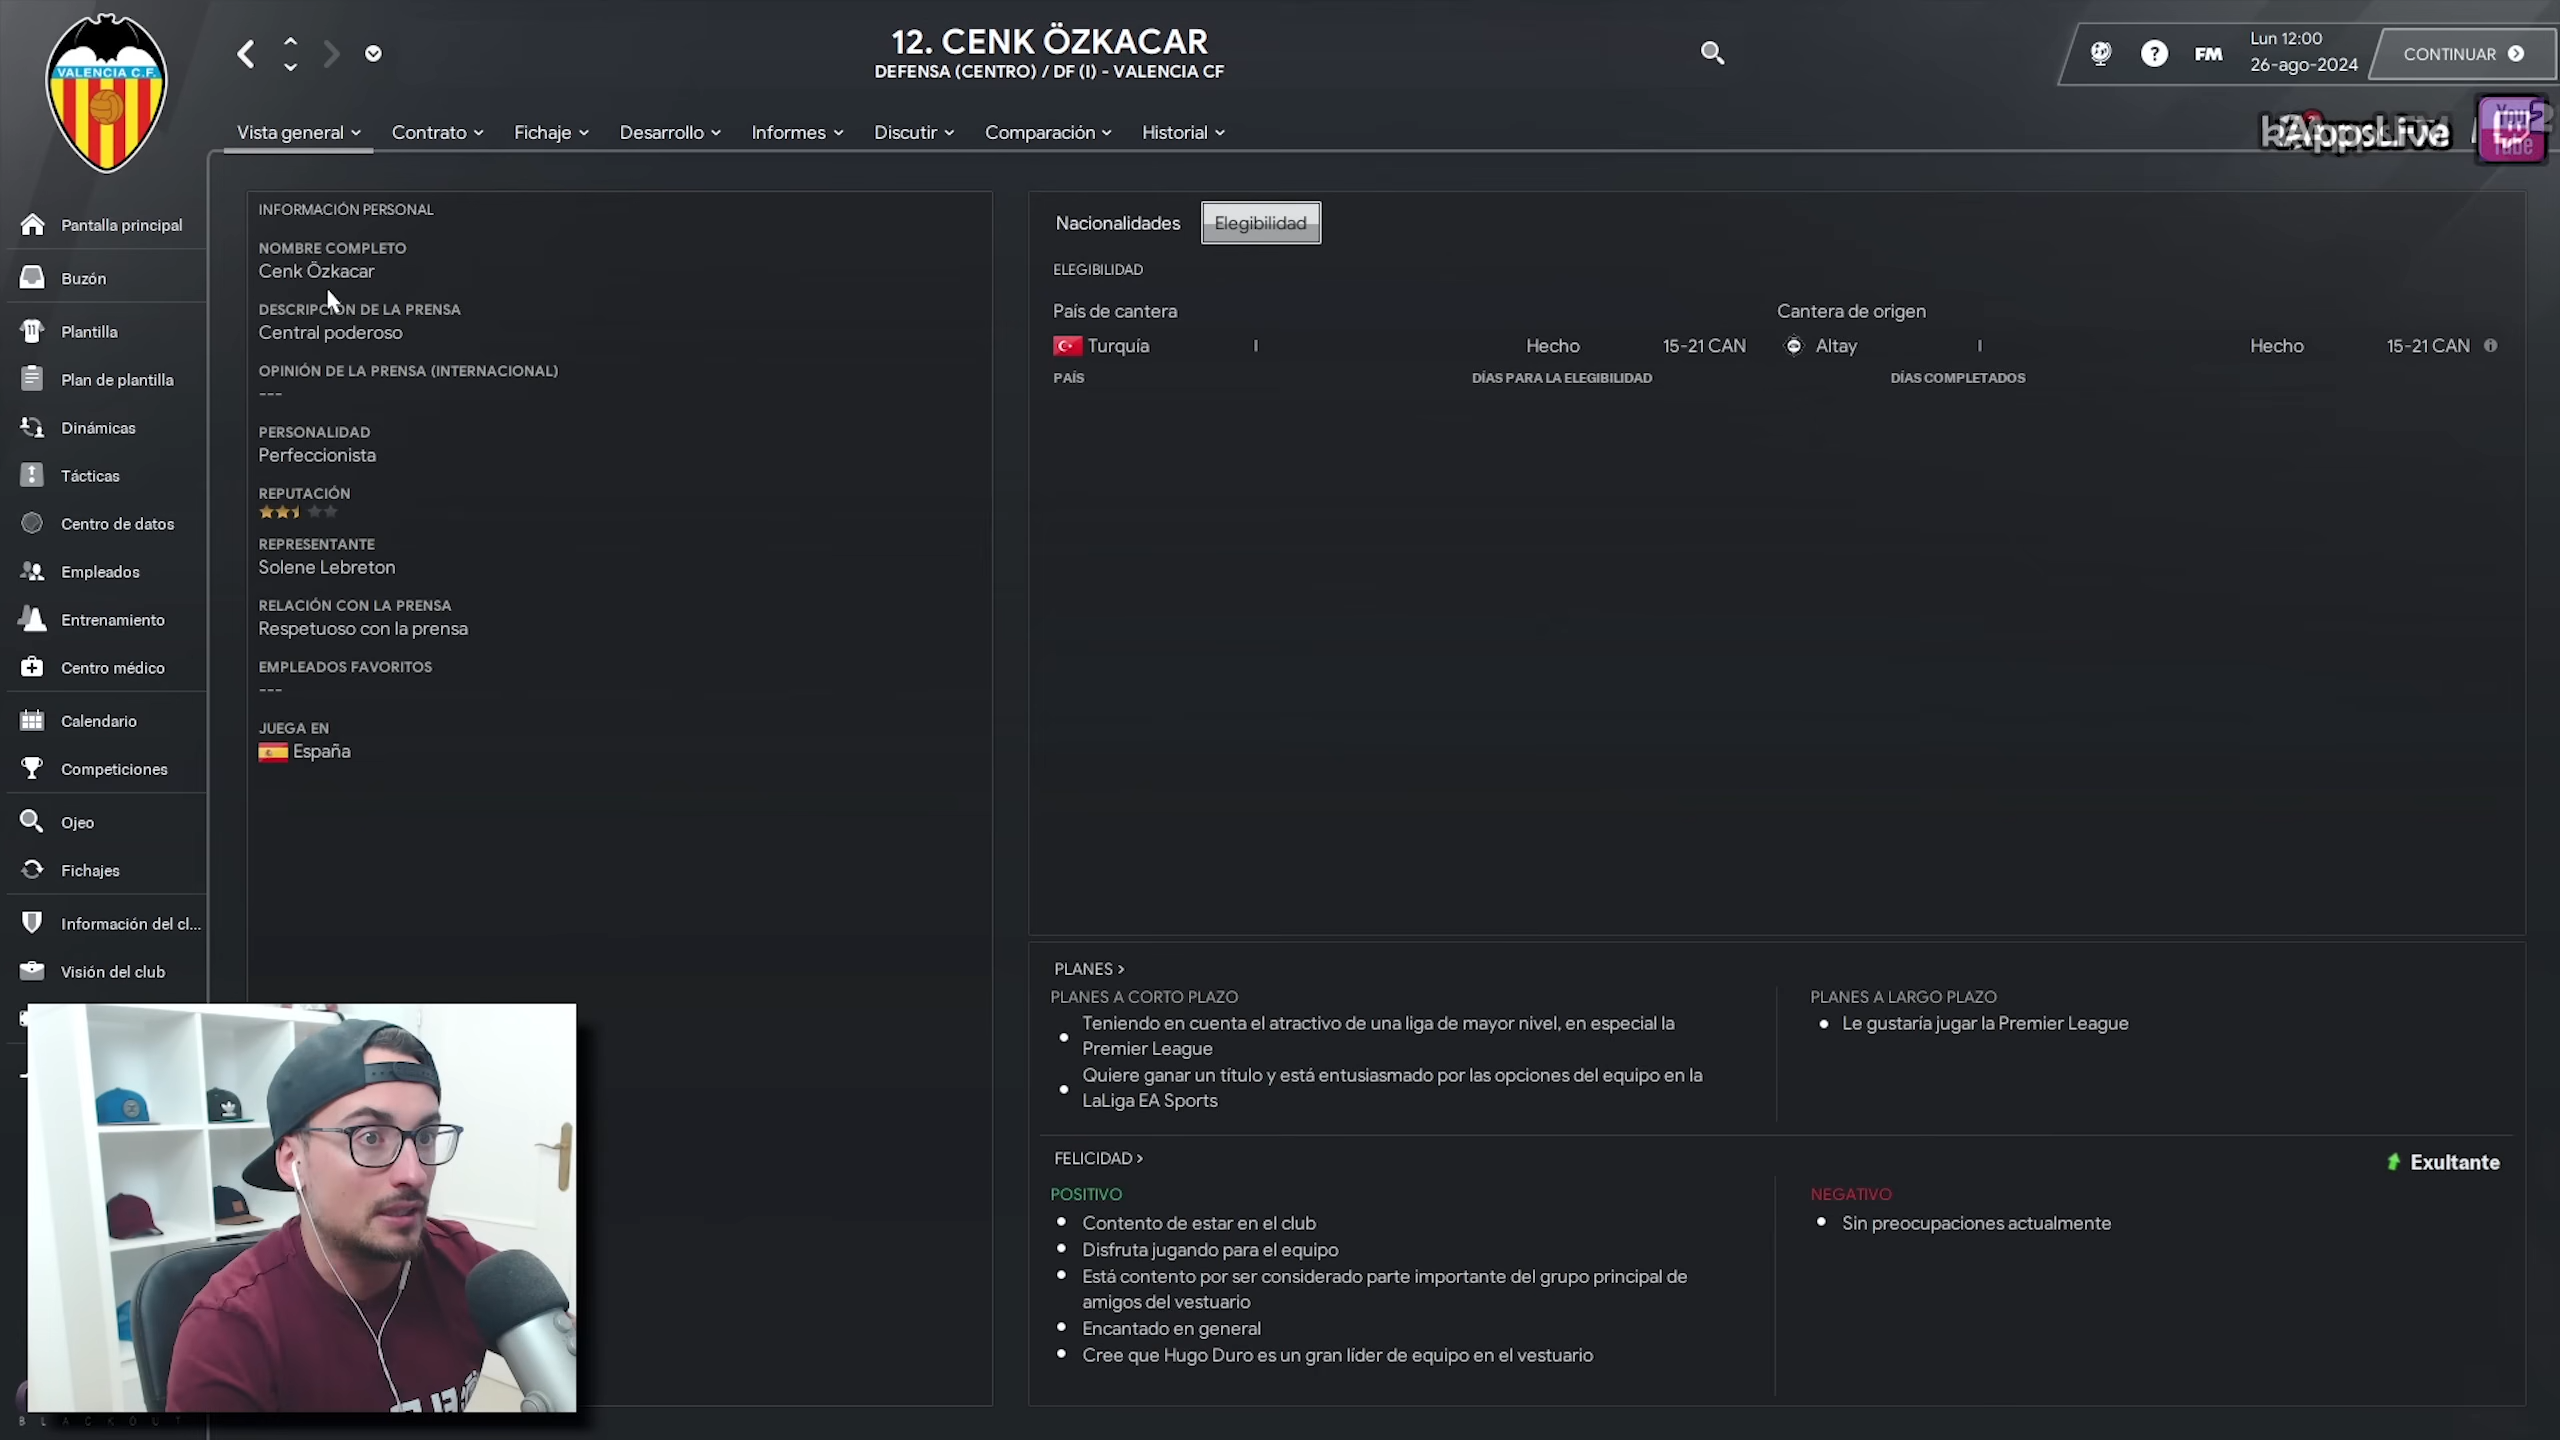 VALENCIA C.F.
12. CENK ÖZKACAR
DEFENSA (CENTRO) / DF (I) - VALENCIA CF
FM
Lun 12:00
26-ago-2024
CONTINUAR
Vista general
Contrato
Fichaje
Desarrollo
Informes
Discutir
Comparación
Historial
Pantalla principal
Buzón
Plantilla
Plan de plantilla
Dinámicas
Tácticas
Centro de datos
Empleados
Entrenamiento
Centro médico
Calendario
Competiciones
Ojeo
Fichajes
Información del cl...
Visión del club
INFORMACIÓN PERSONAL
NOMBRE COMPLETO
Cenk Özkacar
DESCRIPCIÓN DE LA PRENSA
Central poderoso
OPINIÓN DE LA PRENSA (INTERNACIONAL)
---
PERSONALIDAD
Perfeccionista
REPUTACIÓN
REPRESENTANTE
Solene Lebreton
RELACIÓN CON LA PRENSA
Respetuoso con la prensa
EMPLEADOS FAVORITOS
---
JUEGA EN
España
Nacionalidades
Elegibilidad
ELEGIBILIDAD
País de cantera
Cantera de origen
Turquía I Hecho 15-21 CAN
Altay I Hecho 15-21 CAN
PAÍS DÍAS PARA LA ELEGIBILIDAD DÍAS COMPLETADOS
PLANES >
PLANES A CORTO PLAZO
Teniendo en cuenta el atractivo de una liga de mayor nivel, en especial la
Premier League
Quiere ganar un título y está entusiasmado por las opciones del equipo en la
LaLiga EA Sports
PLANES A LARGO PLAZO
Le gustaría jugar la Premier League
FELICIDAD >
Exultante
POSITIVO
Contento de estar en el club
Disfruta jugando para el equipo
Está contento por ser considerado parte importante del grupo principal de
amigos del vestuario
Encantado en general
Cree que Hugo Duro es un gran líder de equipo en el vestuario
NEGATIVO
Sin preocupaciones actualmente
BLACKOUT